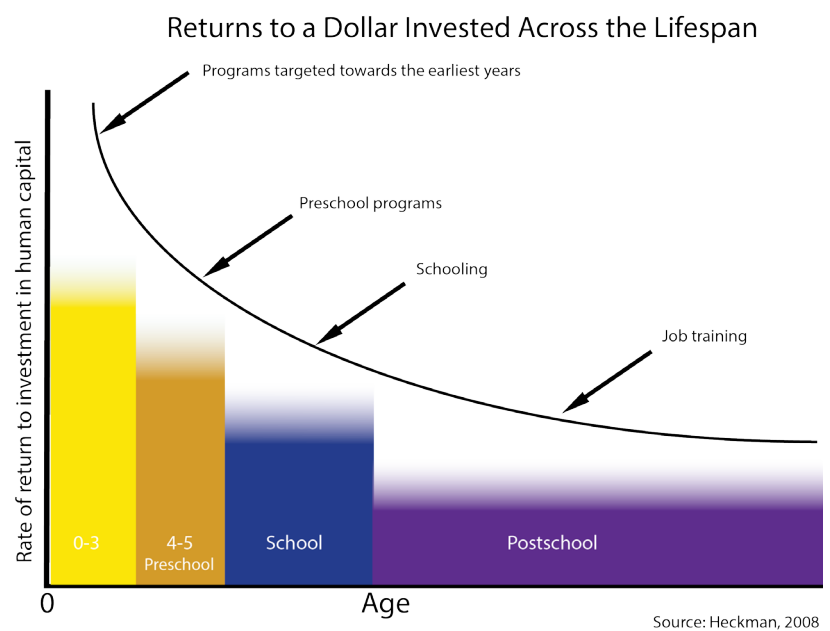 Returns to a Dollar Invested Across the Lifespan
Programs targeted towards the earliest years
Preschool programs
Schooling
Job training
Rate of return to investment in human capital
0-3
4-5
Preschool
School
Postschool
0
Age
Source: Heckman, 2008